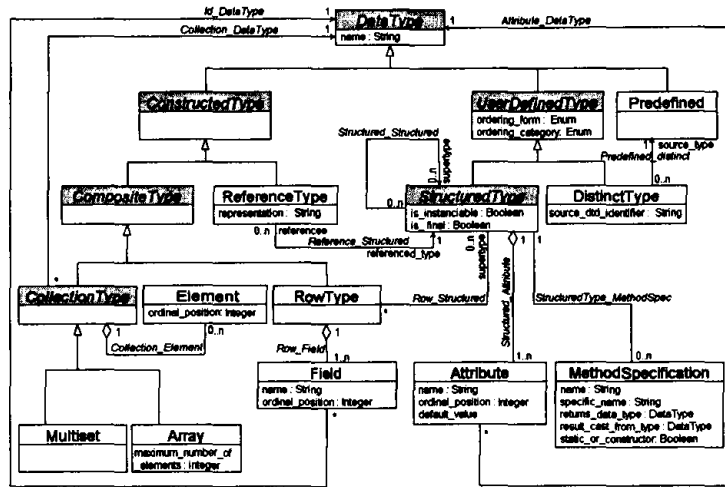 Id_DataType
1
DataType
name : String
1
Attribute_DataType
Collection_DataType
1
ConstructedType
UserDefinedType
ordering_form : Enum
ordering_category: Enum
Predefined
Structured_Structured
1
source_type
Predefined_distinct
0..n
supertype
0..n
CompositeType
ReferenceType
representation : String
StructuredType
is_instanciable : Boolean
is_final : Boolean
DistinctType
source_dtd_identifier : String
0..n
references
Reference_Structured
1
referenced_type
0..n
supertype
1
1
*
CollectionType
Element
ordinal_position: Integer
RowType
*
Row_Structured
Structured_Attribute
StructuredType_MethodSpec
1
0..n
Collection_Element
1
Row_Field
1..n
1..n
0..n
Field
name : String
ordinal_position : Integer
Attribute
name : String
ordinal_position : Integer
default_value
MethodSpecification
name : String
specific_name : String
returns_data_type : DataType
result_cast_from_type : DataType
static_or_constructor: Boolean
Multiset
Array
maximum_number_of
elements : Integer
*
*